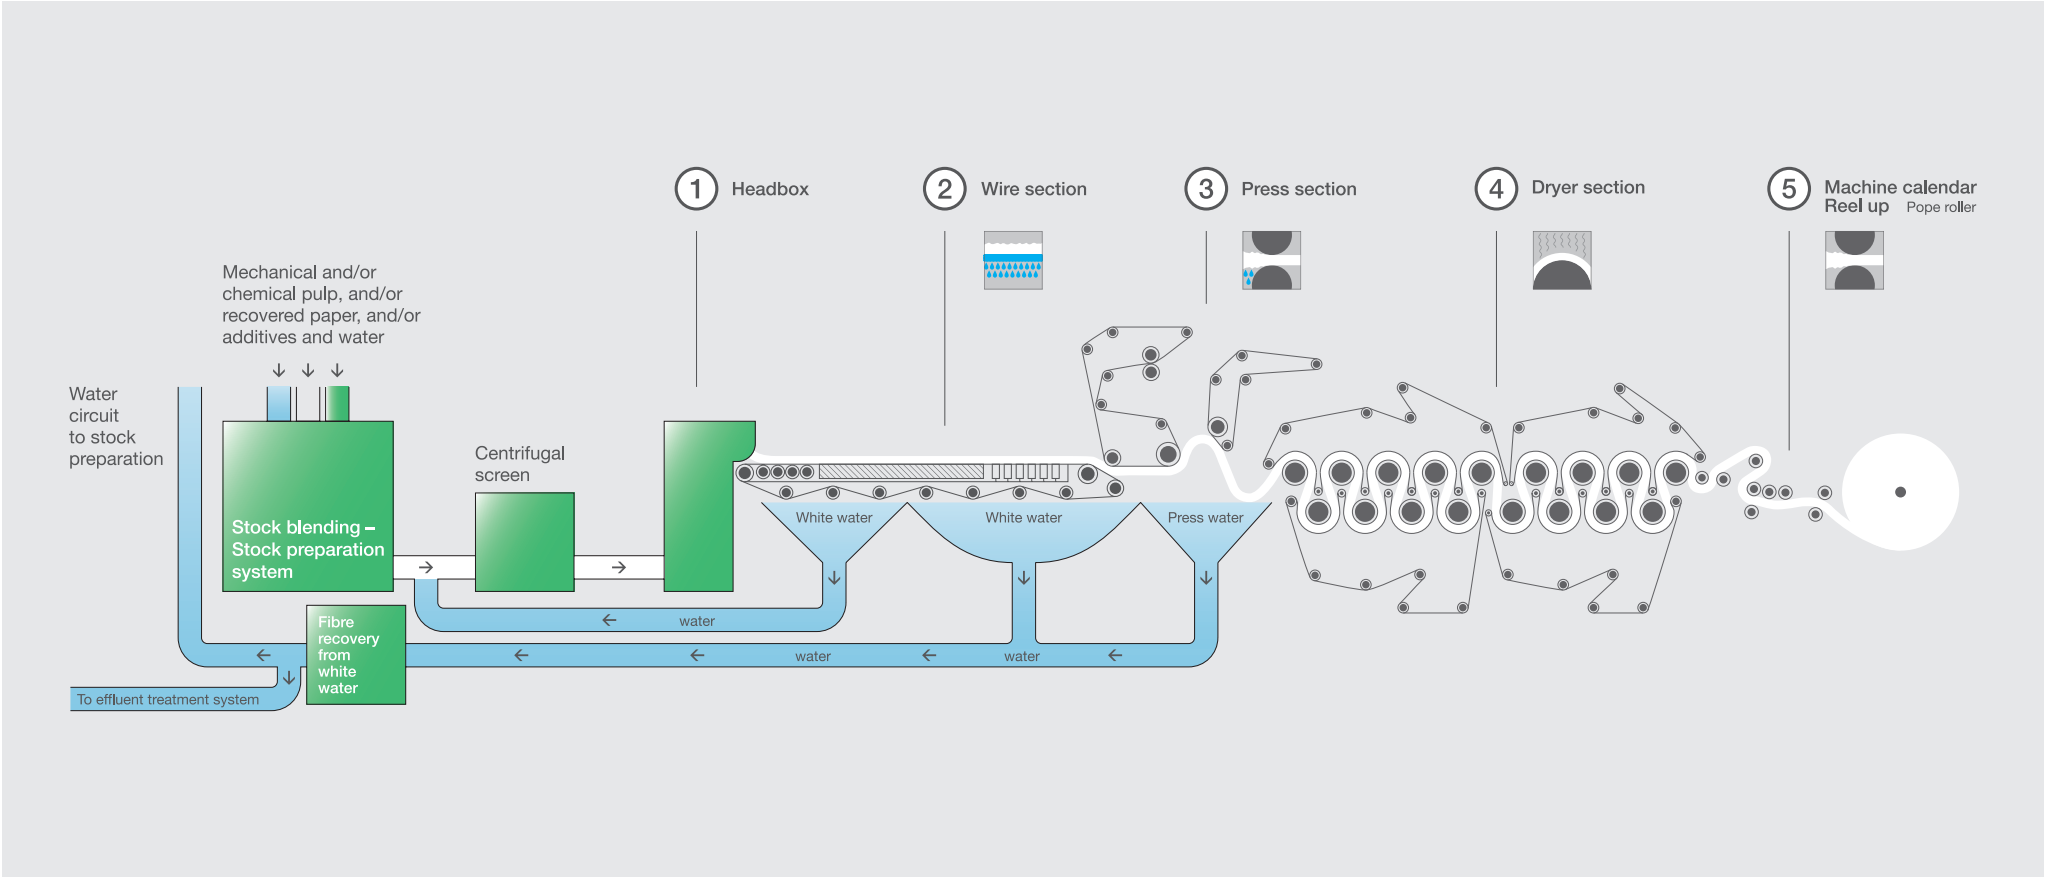 1 Headbox
2 Wire section
3 Press section
4 Dryer section
5 Machine calendar
Reel up Pope roller
Mechanical and/or
chemical pulp, and/or
recovered paper, and/or
additives and water
Water
circuit
to stock
preparation
Centrifugal
screen
Stock blending –
Stock preparation
system
White water
White water
Press water
Fibre
recovery
from
white
water
water
water
water
To effluent treatment system